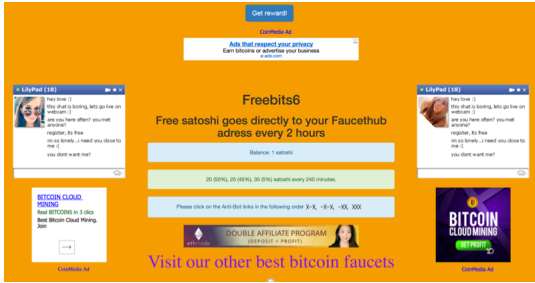 Get reward!
CoinMedia Ad
Ads that respect your privacy
Earn bitcoins or advertise your business
a-ads.com
LilyPad (18)
hey love :)
this chat is boring, lets go live on
webcam ;)
are you here often? you met
anyone?
register, its free
im so lonely...i need you close to
me :(
you dont want me?
BITCOIN CLOUD
MINING
Real BITCOINS in 3 clics
Best Bitcoin Cloud Mining.
Join
CoinMedia Ad
Freebits6
Free satoshi goes directly to your Faucethub
adress every 2 hours
Balance: 1 satoshi
20 (50%), 25 (45%), 35 (5%) satoshi every 240 minutes.
Please click on the Anti-Bot links in the following order X-X, -X-X, -XX, XXX
DOUBLE AFFILIATE PROGRAM
(DEPOSIT + PROFIT)
Visit our other best bitcoin faucets
LilyPad (18)
hey love :)
this chat is boring, lets go live on
webcam ;)
are you here often? you met
anyone?
register, its free
im so lonely...i need you close to
me :(
you dont want me?
BITCOIN
CLOUD MINING
GET PROFIT
CoinMedia Ad